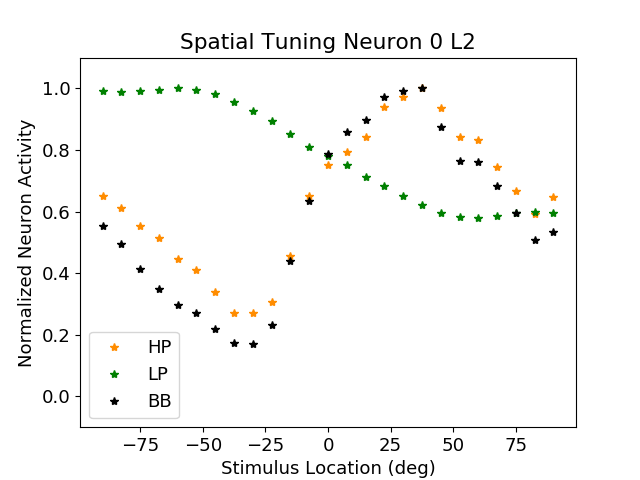 Spatial Tuning Neuron 0 L2
Normalized Neuron Activity
1.0
0.8
0.6
0.4
0.2
0.0
HP
LP
BB
−75 −50 −25 0 25 50 75
Stimulus Location (deg)